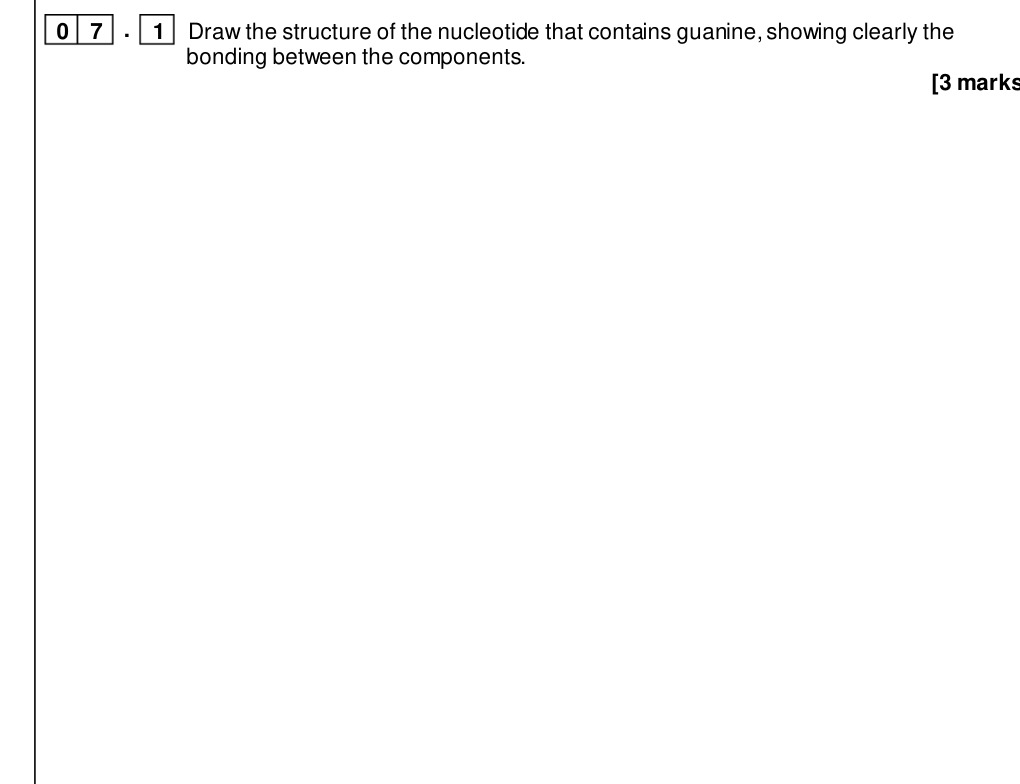 0 7 . 1 Draw the structure of the nucleotide that contains guanine, showing clearly the
bonding between the components.
[3 marks